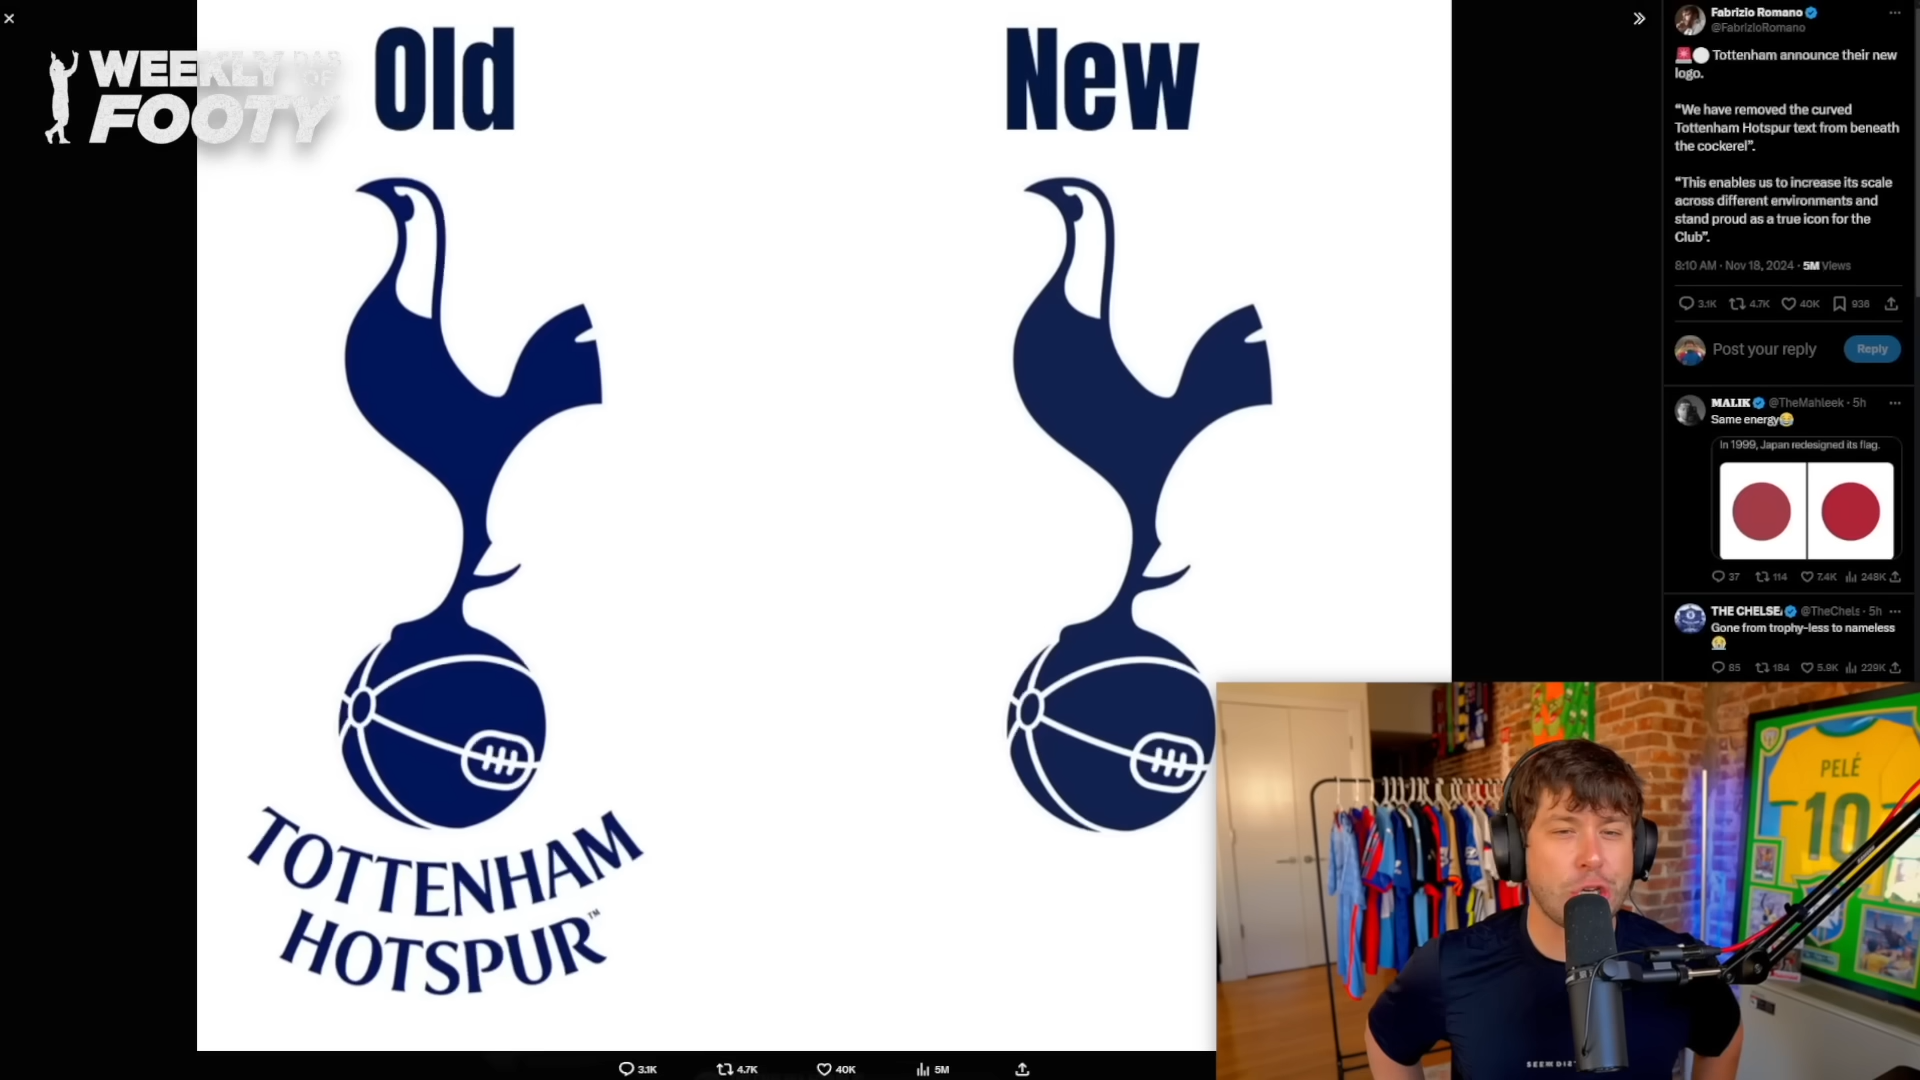 WEEKLY
FOOTY
Old
New
TOTTENHAM
HOTSPUR™
3.1K 4.7K 40K 5M
Fabrizio Romano
@FabrizioRomano
🚨⚪ Tottenham announce their new
logo.
“We have removed the curved
Tottenham Hotspur text from beneath
the cockerel”.
“This enables us to increase its scale
across different environments and
stand proud as a true icon for the
Club”.
8:10 AM · Nov 18, 2024 · 5M Views
3.1K 4.7K 40K 936
Post your reply
Reply
MALIK @TheMahleek · 5h
Same energy😂
In 1999, Japan redesigned its flag.
37 114 7.4K 248K
THE CHELSEA @TheChels · 5h
Gone from trophy-less to nameless
😭
85 184 5.9K 229K
PELÉ
10